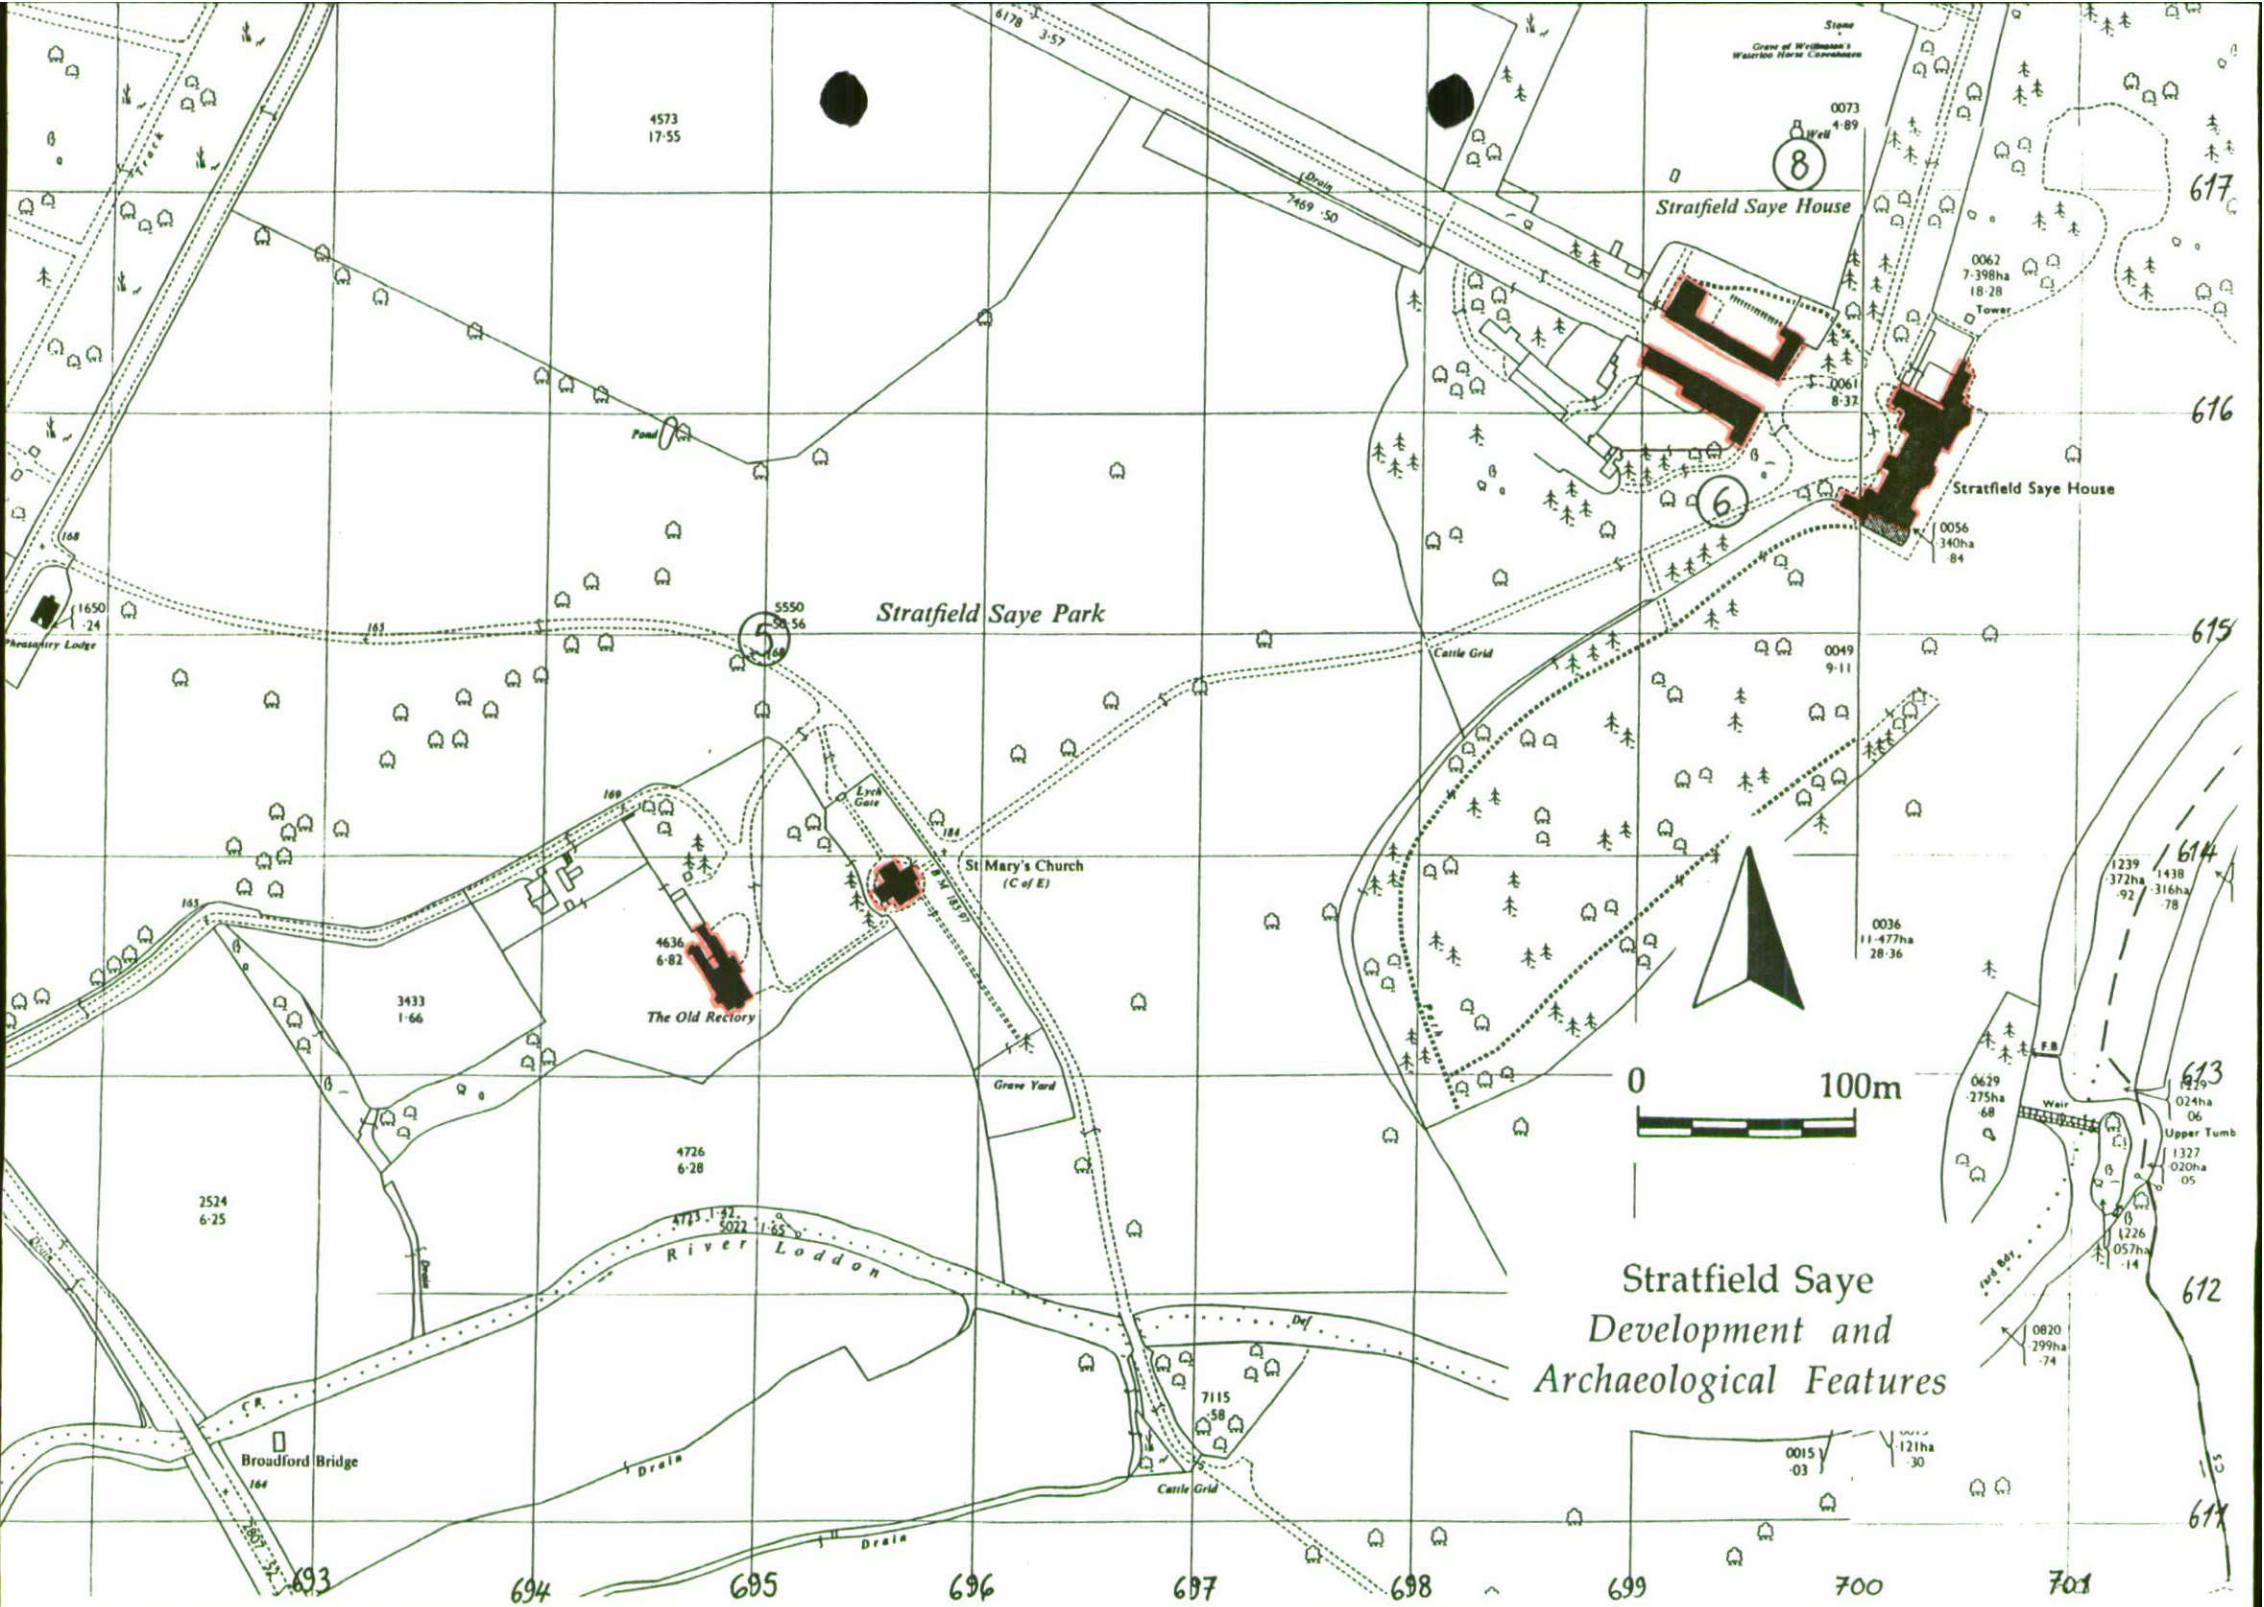 6178
3·57
Stone
Grave of Wellington's
Waterloo Horse Copenhagen
4573
17·55
0073
4·89
Well
8
Track
Drain
7469 ·50
Stratfield Saye House
617
0062
7·398ha
18·28
Tower
0061
8·37
616
Pond
Stratfield Saye House
6
0056
·340ha
·84
168
1650
·24
Pheasantry Lodge
165
5550
50·56
5
168
Stratfield Saye Park
Cattle Grid
615
0049
9·11
169
Lych
Gate
184
St Mary's Church
(C of E)
B M
614
1239
·372ha
·92
1438
·316ha
·78
165
4636
6·82
0036
11·477ha
28·36
3433
1·66
The Old Rectory
Path
F B
Grave Yard
0
100m
613
0629
·275ha
·68
1229
024ha
06
Weir
Upper Tumb
1327
020ha
05
4726
6·28
2524
6·25
4723 1·42
5022 1·65
River Loddon
1226
057ha
·14
Drain
Drain
Stratfield Saye
Development and
Archaeological Features
612
Def
0820
·299ha
·74
7115
·58
C R
Broadford Bridge
164
Drain
Cattle Grid
0015
·03
·121ha
·30
C S
2807
Drain
611
693
694
695
696
697
698
699
700
701